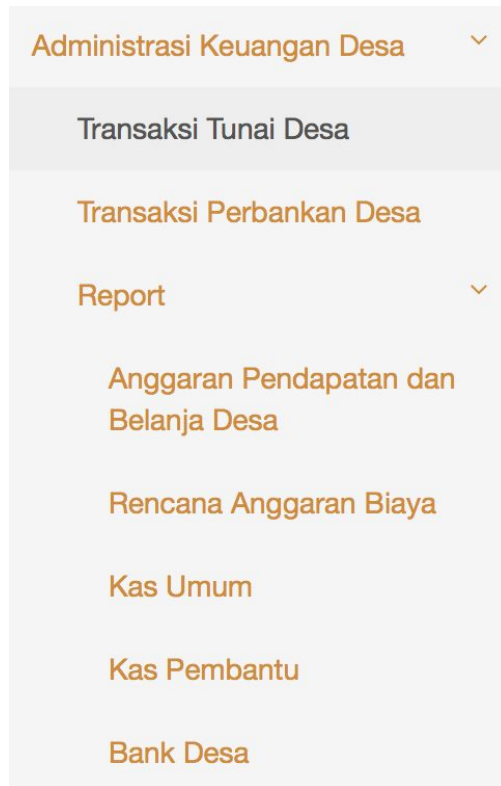 Administrasi Keuangan Desa
Transaksi Tunai Desa
Transaksi Perbankan Desa
Report
Anggaran Pendapatan dan
Belanja Desa
Rencana Anggaran Biaya
Kas Umum
Kas Pembantu
Bank Desa